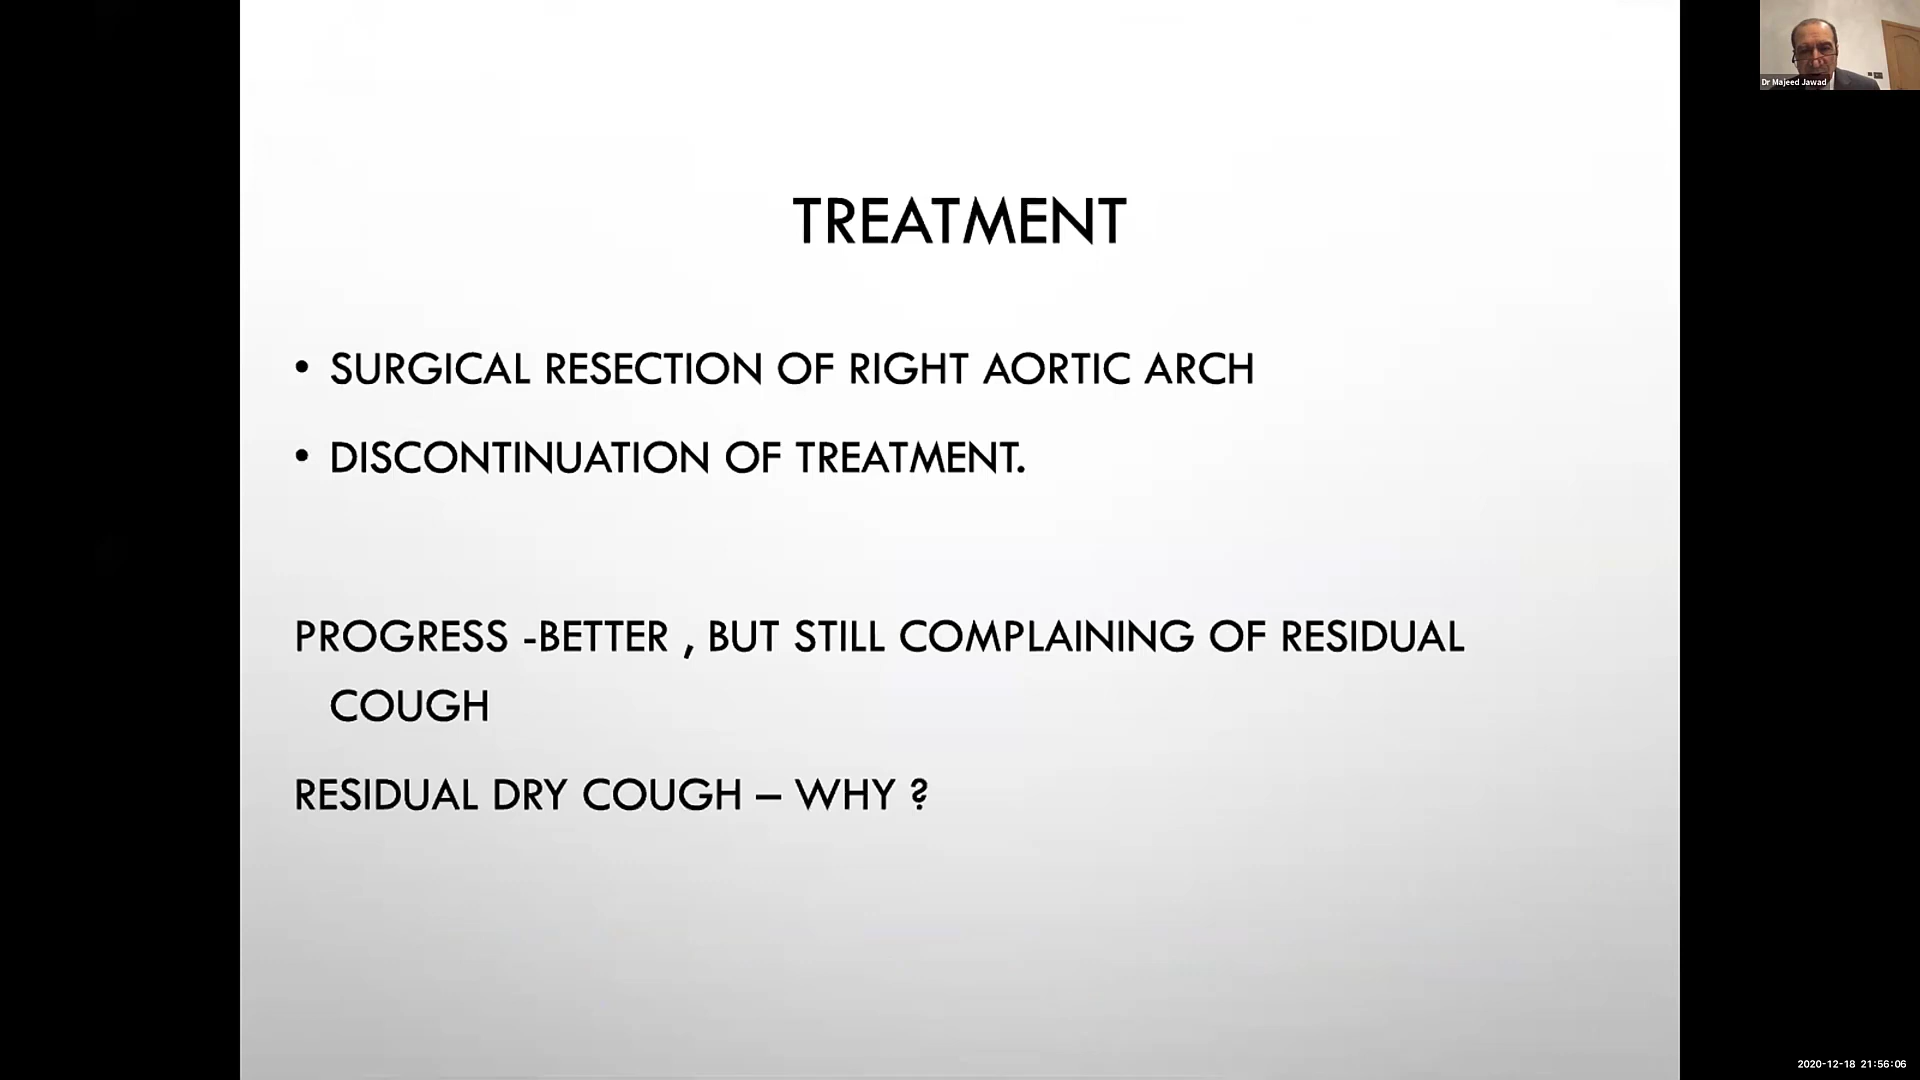 Dr Majeed Jawad
TREATMENT
• SURGICAL RESECTION OF RIGHT AORTIC ARCH
• DISCONTINUATION OF TREATMENT.
PROGRESS -BETTER , BUT STILL COMPLAINING OF RESIDUAL
COUGH
RESIDUAL DRY COUGH – WHY ?
2020-12-18 21:56:06